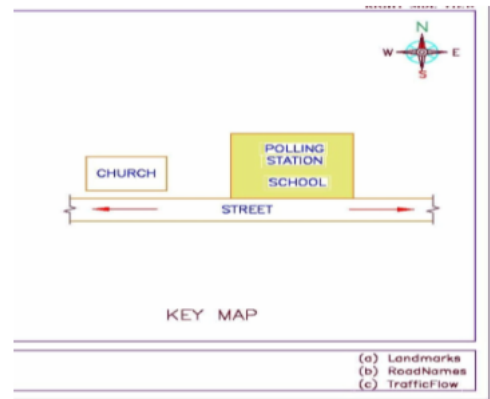 N
W E
S
POLLING
STATION
CHURCH
SCHOOL
STREET
KEY MAP
(a) Landmarks
(b) RoadNames
(c) TrafficFlow